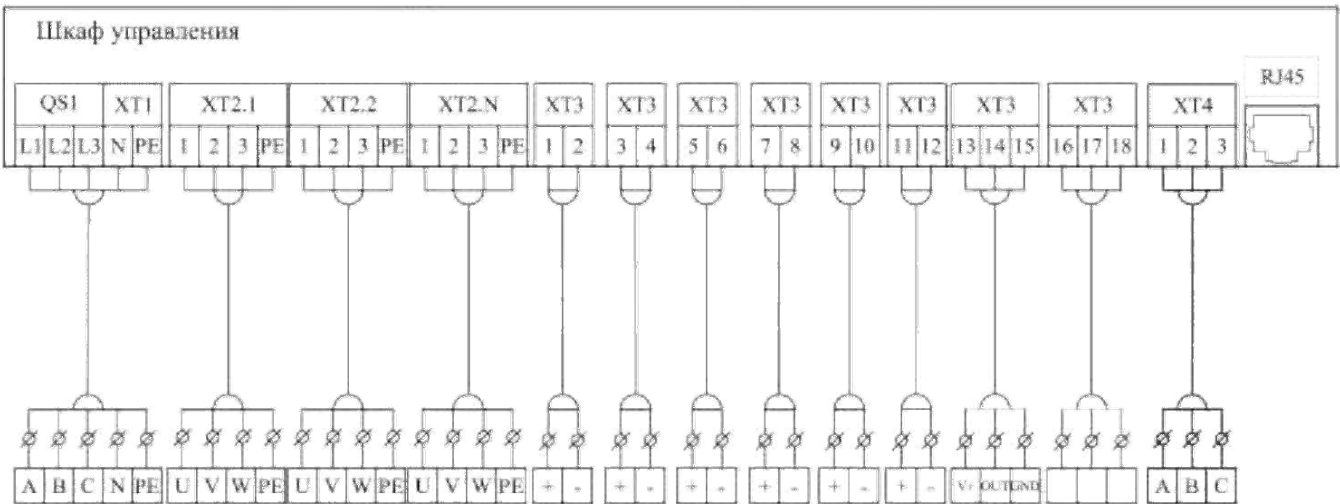 Шкаф управления
RJ45
QS1 XT1 XT2.1 XT2.2 XT2.N XT3 XT3 XT3 XT3 XT3 XT3 XT3 XT3 XT4
L1 L2 L3 N PE 1 2 3 PE 1 2 3 PE 1 2 3 PE 1 2 3 4 5 6 7 8 9 10 11 12 13 14 15 16 17 18 1 2 3
A B C N PE U V W PE U V W PE U V W PE + - + - + - + - + - + - V+ OUT GND A B C